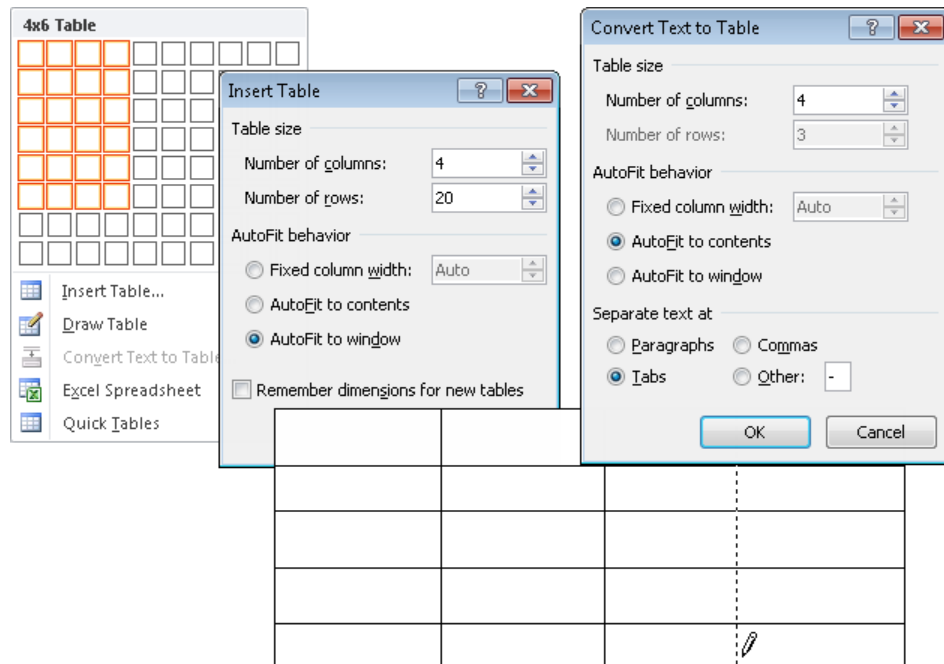 4x6 Table
Insert Table...
Draw Table
Convert Text to Table
Excel Spreadsheet
Quick Tables
Insert Table
Table size
Number of columns: 4
Number of rows: 20
AutoFit behavior
Fixed column width: Auto
AutoFit to contents
AutoFit to window
Remember dimensions for new tables
Convert Text to Table
Table size
Number of columns: 4
Number of rows: 3
AutoFit behavior
Fixed column width: Auto
AutoFit to contents
AutoFit to window
Separate text at
Paragraphs Commas
Tabs Other: -
OK Cancel